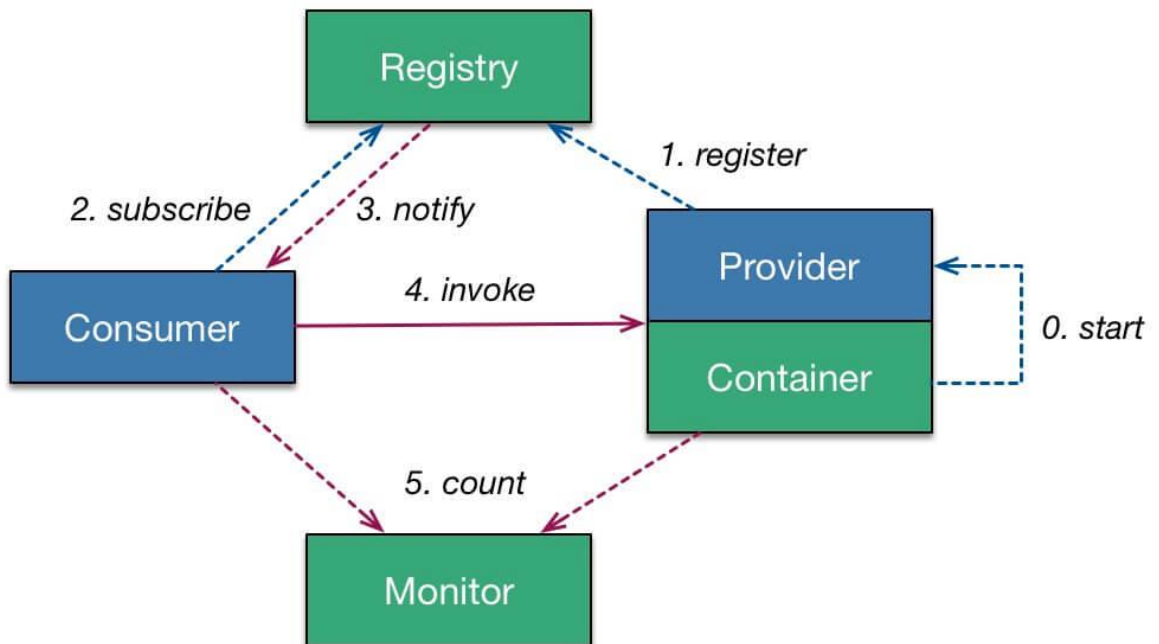 Registry
1. register
2. subscribe
3. notify
Provider
4. invoke
Consumer
0. start
Container
5. count
Monitor